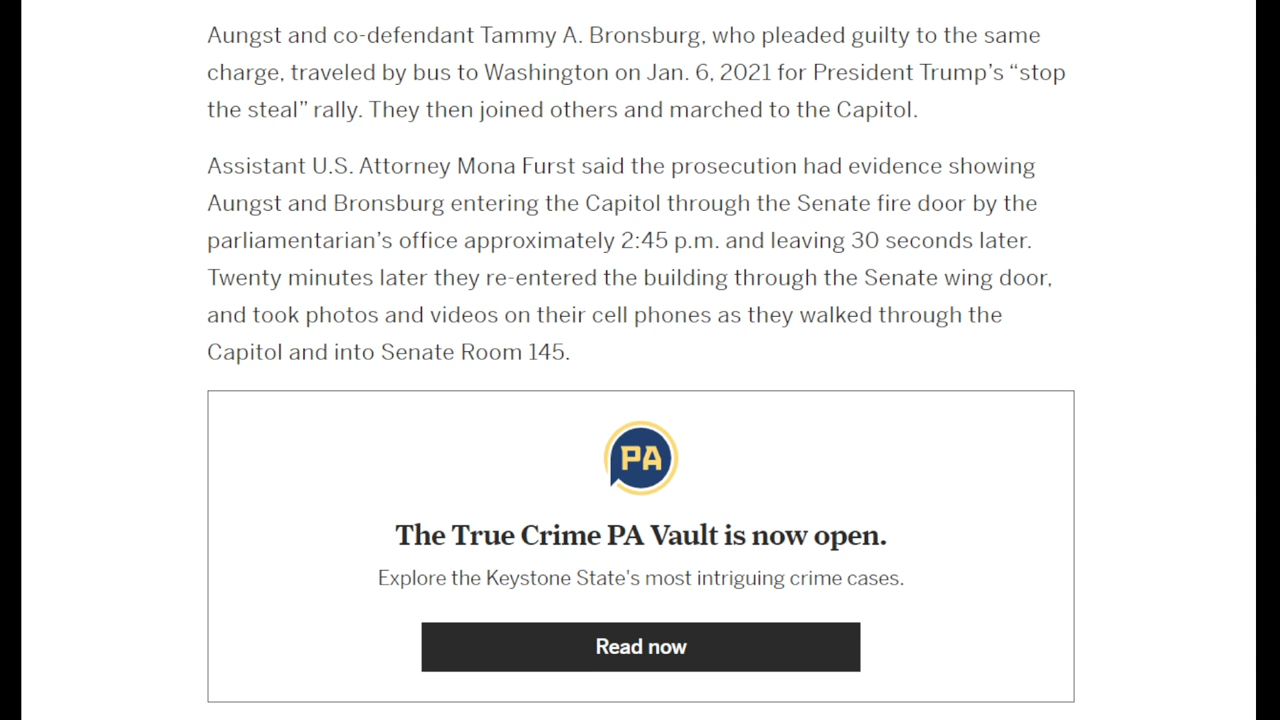 Aungst and co-defendant Tammy A. Bronsburg, who pleaded guilty to the same
charge, traveled by bus to Washington on Jan. 6, 2021 for President Trump’s “stop
the steal” rally. They then joined others and marched to the Capitol.
Assistant U.S. Attorney Mona Furst said the prosecution had evidence showing
Aungst and Bronsburg entering the Capitol through the Senate fire door by the
parliamentarian’s office approximately 2:45 p.m. and leaving 30 seconds later.
Twenty minutes later they re-entered the building through the Senate wing door,
and took photos and videos on their cell phones as they walked through the
Capitol and into Senate Room 145.
PA
The True Crime PA Vault is now open.
Explore the Keystone State's most intriguing crime cases.
Read now